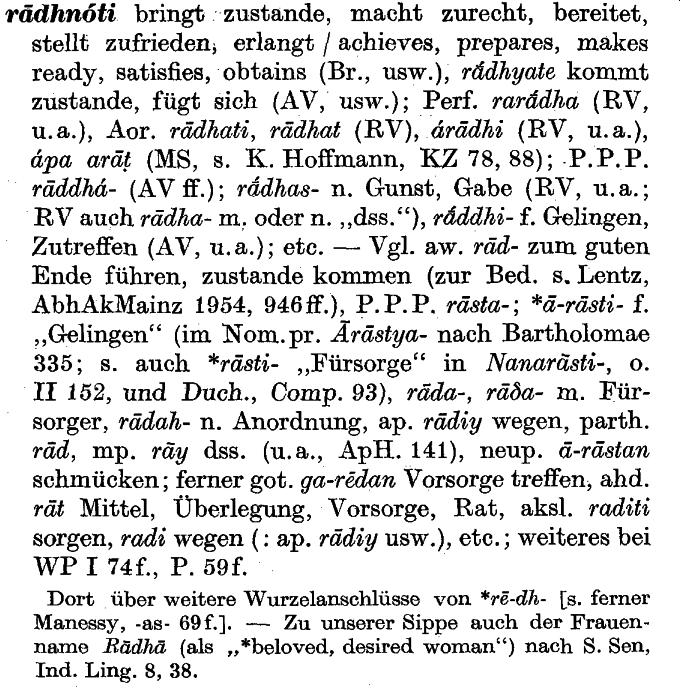 rādhnóti bringt zustande, macht zurecht, bereitet,
stellt zufrieden, erlangt / achieves, prepares, makes
ready, satisfies, obtains (Br., usw.), rā́dhyate kommt
zustande, fügt sich (AV, usw.); Perf. rarā́dha (RV,
u.a.), Aor. rādhati, rādhat (RV), árādhi (RV, u.a.),
ápa arāṭ (MS, s. K. Hoffmann, KZ 78, 88); P.P.P.
rāddhá- (AV ff.); rā́dhas- n. Gunst, Gabe (RV, u.a.;
RV auch rādha- m. oder n. „dss.“), rā́ddhi- f. Gelingen,
Zutreffen (AV, u.a.); etc. — Vgl. aw. rād- zum guten
Ende führen, zustande kommen (zur Bed. s. Lentz,
AbhAkMainz 1954, 946ff.), P.P.P. rāsta-; *ā-rāsti- f.
„Gelingen“ (im Nom.pr. Ārāstya- nach Bartholomae
335; s. auch *rāsti- „Fürsorge“ in Nanarāsti-, o.
II 152, und Duch., Comp. 93), rāda-, rāδa- m. Für-
sorger, rādah- n. Anordnung, ap. rādiy wegen, parth.
rād, mp. rāy dss. (u.a., ApH. 141), neup. ā-rāstan
schmücken; ferner got. ga-rēdan Vorsorge treffen, ahd.
rāt Mittel, Überlegung, Vorsorge, Rat, aksl. raditi
sorgen, radi wegen (: ap. rādiy usw.), etc.; weiteres bei
WP I 74f., P. 59f.
Dort über weitere Wurzelanschlüsse von *rē-dh- [s. ferner
Manessy, -as- 69f.]. — Zu unserer Sippe auch der Frauen-
name Rādhā (als „*beloved, desired woman“) nach S. Sen,
Ind. Ling. 8, 38.